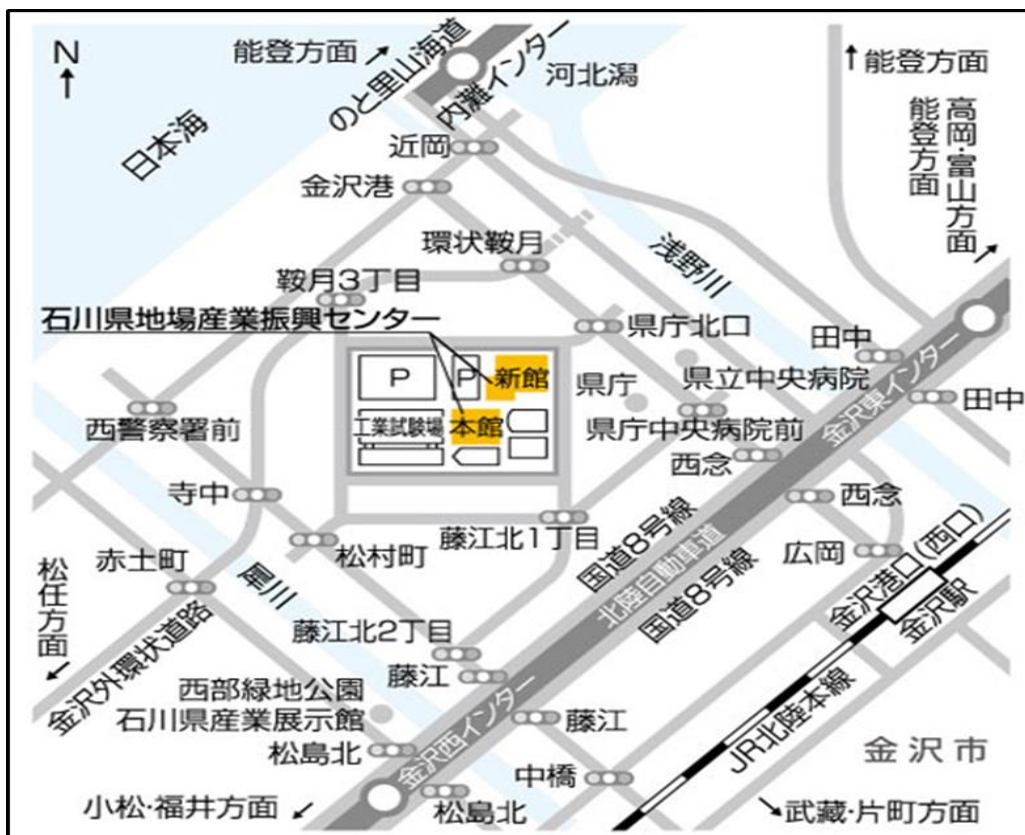 N
能登方面
のと里山海道
内灘インター
河北潟
能登方面
高岡・富山方面
能登方面
日本海
近岡
金沢港
環状鞍月
浅野川
鞍月3丁目
石川県地場産業振興センター
県庁北口
田中
P
P
新館
県庁
県立中央病院
金沢東インター
田中
西警察署前
工業試験場
本館
県庁中央病院前
西念
西念
寺中
松村町
藤江北1丁目
国道8号線
北陸自動車道
国道8号線
広岡
金沢港口(西口)
金沢駅
赤土町
松任方面
犀川
金沢外環状道路
藤江北2丁目
藤江
西部緑地公園
石川県産業展示館
藤江
JR北陸本線
金沢市
松島北
金沢西インター
中橋
小松・福井方面
松島北
武蔵・片町方面